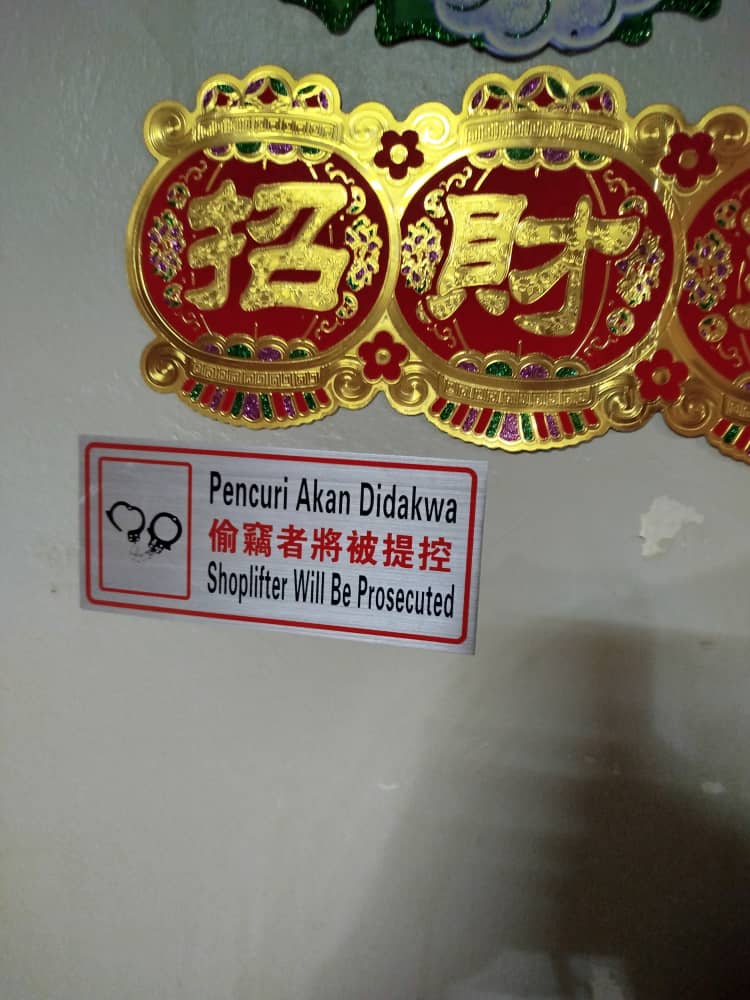 招財
Pencuri Akan Didakwa
偷竊者將被提控
Shoplifter Will Be Prosecuted